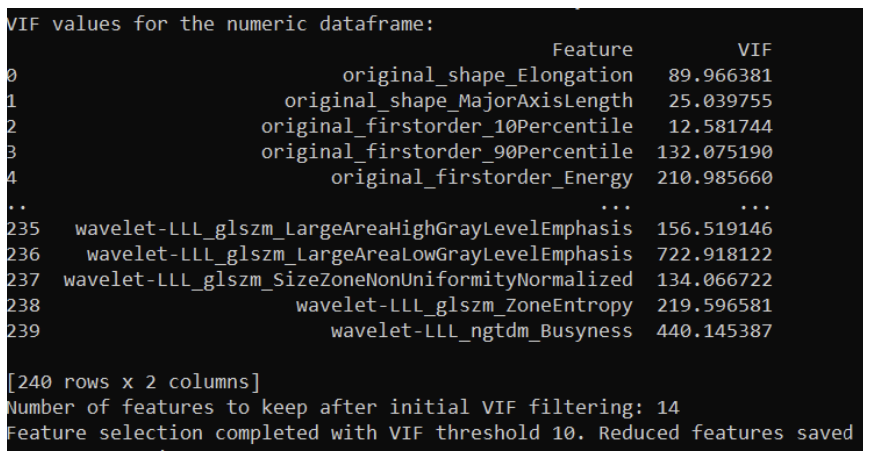 VIF values for the numeric dataframe:
Feature VIF
0 original_shape_Elongation 89.966381
1 original_shape_MajorAxisLength 25.039755
2 original_firstorder_10Percentile 12.581744
3 original_firstorder_90Percentile 132.075190
4 original_firstorder_Energy 210.985660
.. ... ...
235 wavelet-LLL_glszm_LargeAreaHighGrayLevelEmphasis 156.519146
236 wavelet-LLL_glszm_LargeAreaLowGrayLevelEmphasis 722.918122
237 wavelet-LLL_glszm_SizeZoneNonUniformityNormalized 134.066722
238 wavelet-LLL_glszm_ZoneEntropy 219.596581
239 wavelet-LLL_ngtdm_Busyness 440.145387
[240 rows x 2 columns]
Number of features to keep after initial VIF filtering: 14
Feature selection completed with VIF threshold 10. Reduced features saved